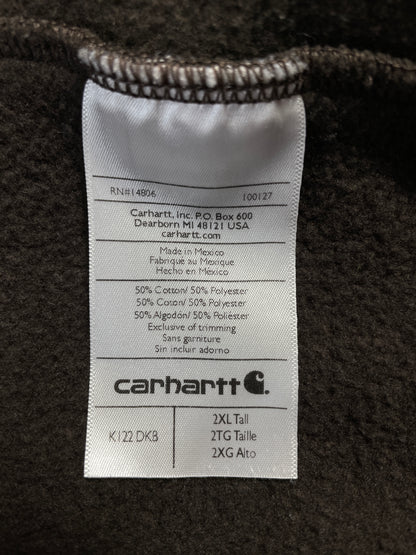 RN#14806 100127
Carhartt, Inc. P.O. Box 600
Dearborn MI 48121 USA
carhartt.com
Made in Mexico
Fabrique au Mexique
Hecho en México
50% Cotton/ 50% Polyester
50% Coton/ 50% Polyester
50% Algodón/ 50% Poliéster
Exclusive of trimming
Sans garniture
Sin incluir adorno
carhartt
K122 DKB
2XL Tall
2TG Taille
2XG Alto